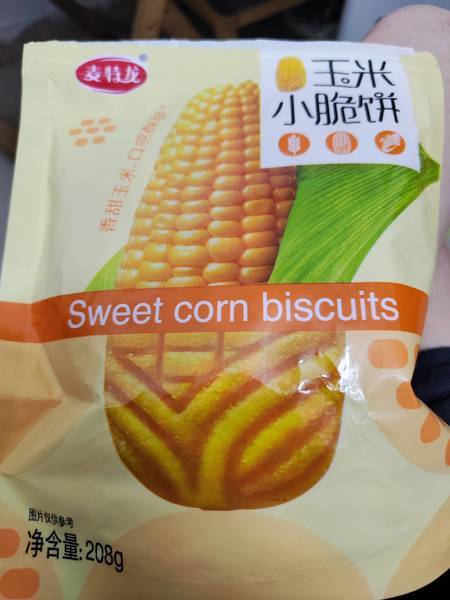 麦特龙®
玉米
小脆饼
香甜玉米·口感酥脆!
Sweet corn biscuits
图片仅供参考
净含量:208g